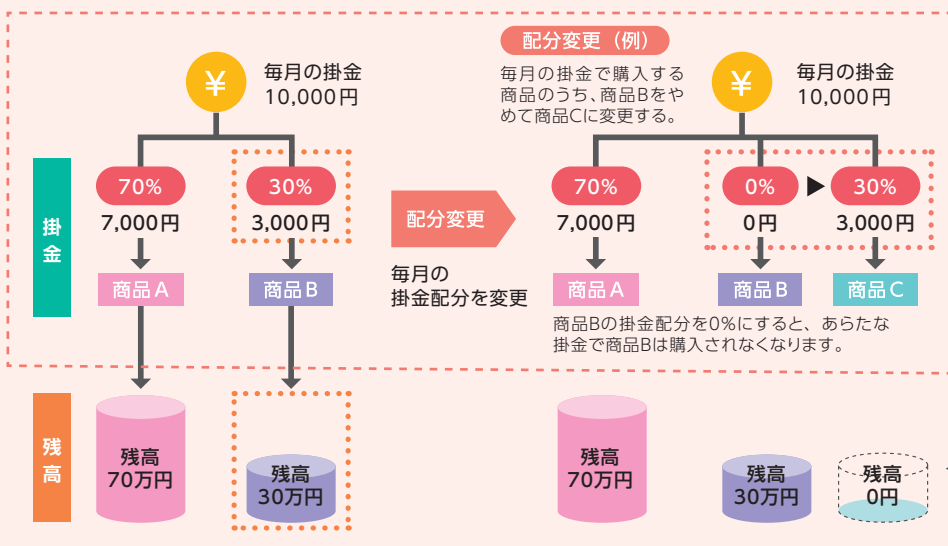 毎月の掛金
10,000円
掛金
70%
7,000円
商品A
30%
3,000円
商品B
配分変更
毎月の
掛金配分を変更
配分変更（例）
毎月の掛金で購入する
商品のうち、商品Bをや
めて商品Cに変更する。
毎月の掛金
10,000円
70%
7,000円
商品A
0%
0円
商品B
30%
3,000円
商品C
商品Bの掛金配分を0%にすると、あらたな
掛金で商品Bは購入されなくなります。
残高
残高
70万円
残高
30万円
残高
70万円
残高
30万円
残高
0円